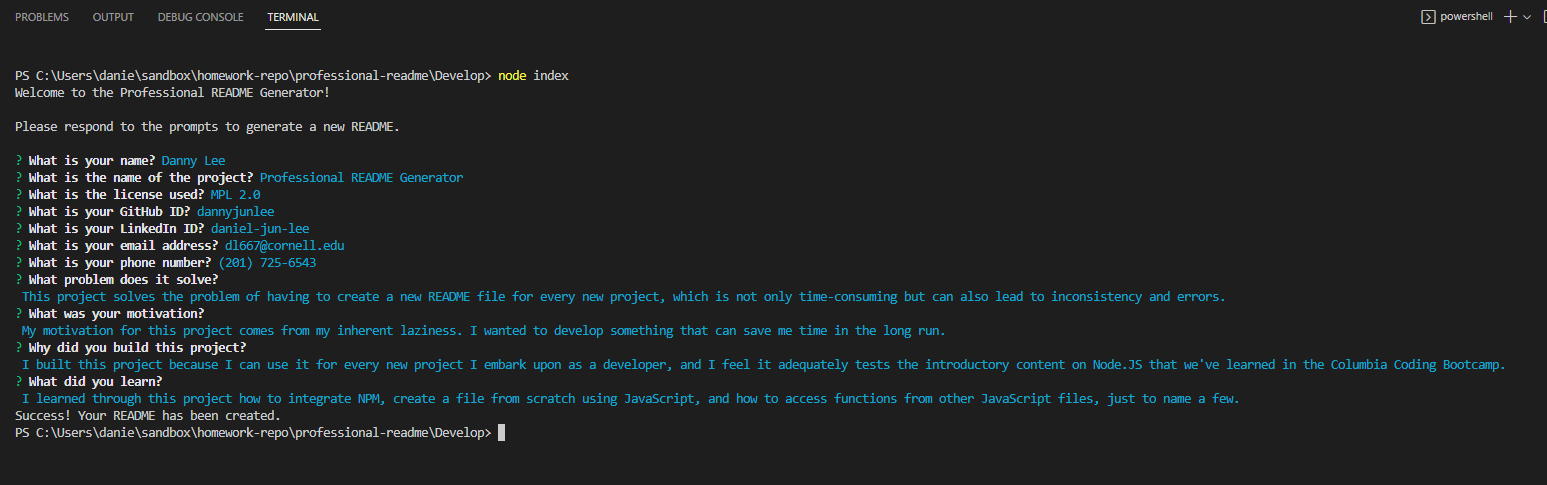 PROBLEMS OUTPUT DEBUG CONSOLE TERMINAL powershell
PS C:\Users\danie\sandbox\homework-repo\professional-readme\Develop> node index
Welcome to the Professional README Generator!
Please respond to the prompts to generate a new README.
? What is your name? Danny Lee
? What is the name of the project? Professional README Generator
? What is the license used? MPL 2.0
? What is your GitHub ID? dannyjunlee
? What is your LinkedIn ID? daniel-jun-lee
? What is your email address? dl667@cornell.edu
? What is your phone number? (201) 725-6543
? What problem does it solve?
This project solves the problem of having to create a new README file for every new project, which is not only time-consuming but can also lead to inconsistency and errors.
? What was your motivation?
My motivation for this project comes from my inherent laziness. I wanted to develop something that can save me time in the long run.
? Why did you build this project?
I built this project because I can use it for every new project I embark upon as a developer, and I feel it adequately tests the introductory content on Node.JS that we've learned in the Columbia Coding Bootcamp.
? What did you learn?
I learned through this project how to integrate NPM, create a file from scratch using JavaScript, and how to access functions from other JavaScript files, just to name a few.
Success! Your README has been created.
PS C:\Users\danie\sandbox\homework-repo\professional-readme\Develop>